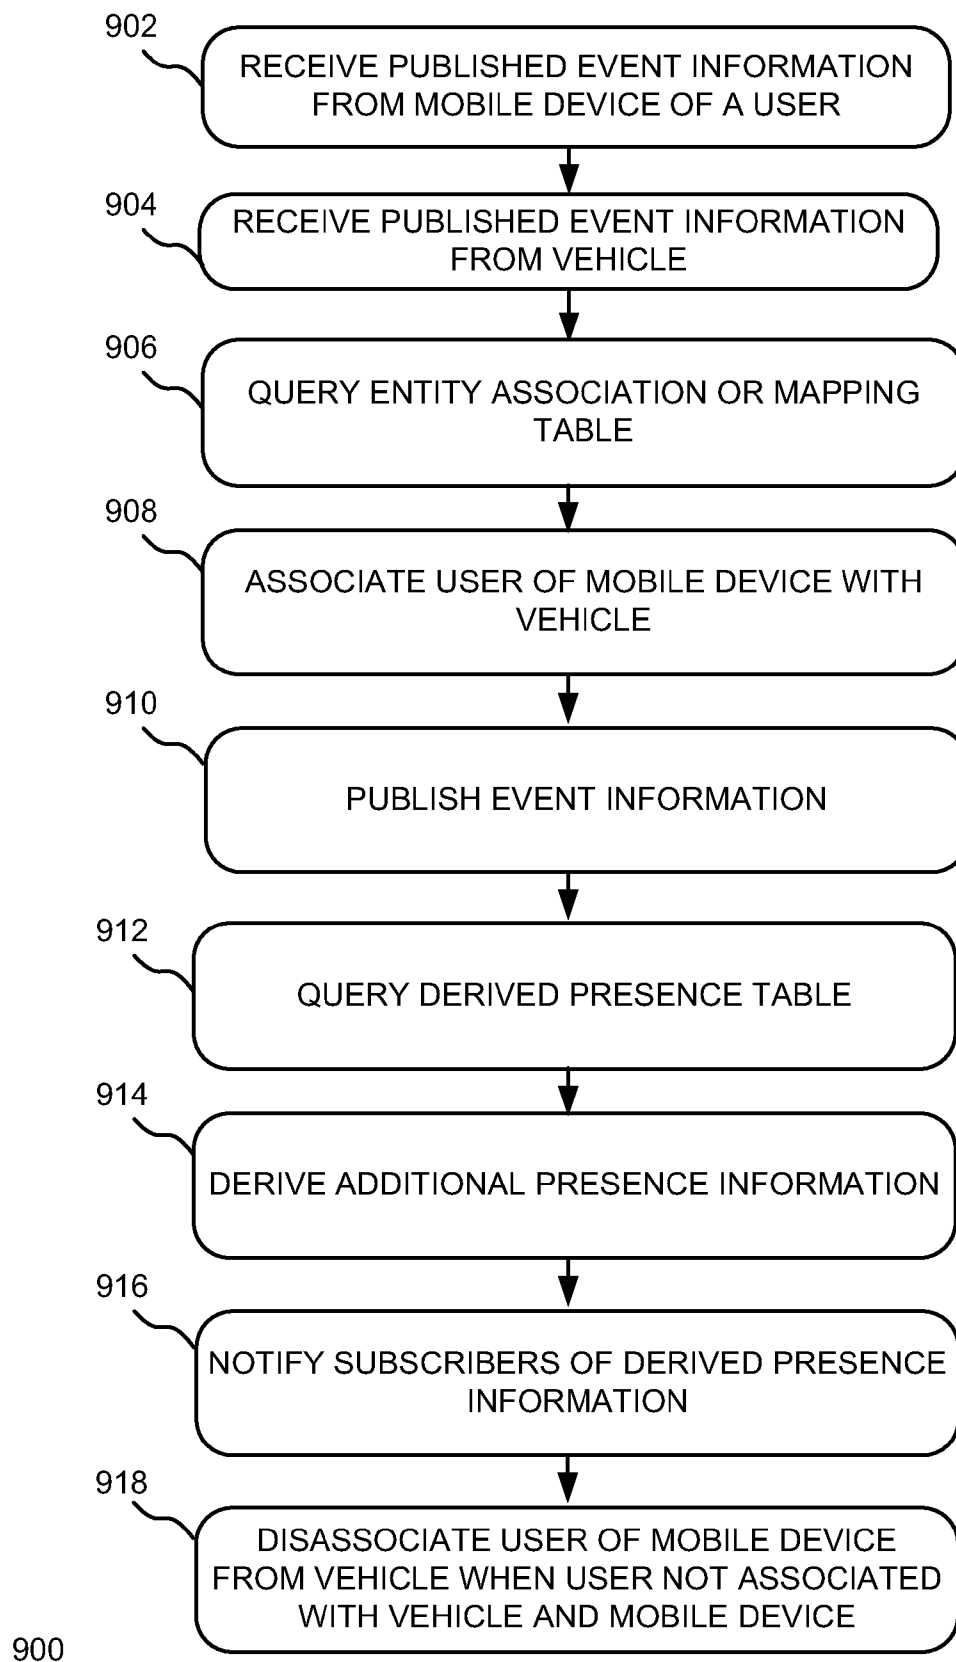 902
RECEIVE PUBLISHED EVENT INFORMATION
FROM MOBILE DEVICE OF A USER
904
RECEIVE PUBLISHED EVENT INFORMATION
FROM VEHICLE
906
QUERY ENTITY ASSOCIATION OR MAPPING
TABLE
908
ASSOCIATE USER OF MOBILE DEVICE WITH
VEHICLE
910
PUBLISH EVENT INFORMATION
912
QUERY DERIVED PRESENCE TABLE
914
DERIVE ADDITIONAL PRESENCE INFORMATION
916
NOTIFY SUBSCRIBERS OF DERIVED PRESENCE
INFORMATION
918
DISASSOCIATE USER OF MOBILE DEVICE
FROM VEHICLE WHEN USER NOT ASSOCIATED
WITH VEHICLE AND MOBILE DEVICE
900